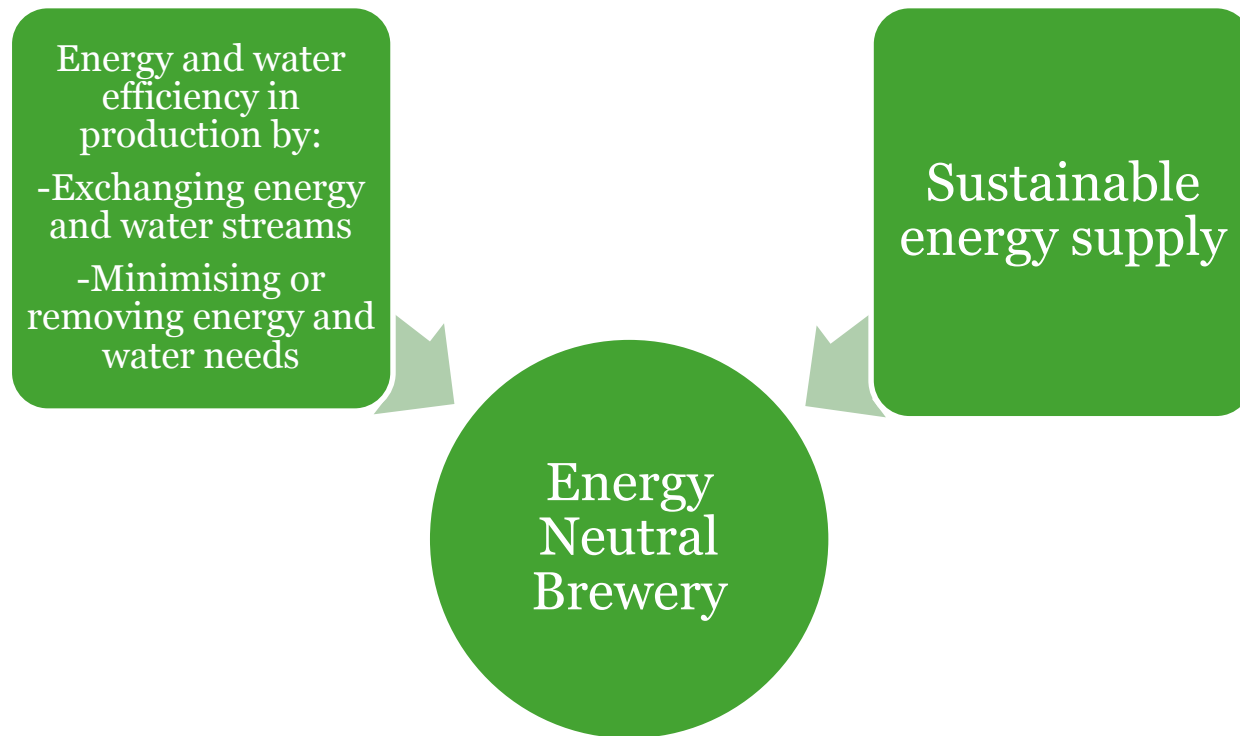 Energy and water
efficiency in
production by:
-Exchanging energy
and water streams
-Minimising or
removing energy and
water needs
Sustainable
energy supply
Energy
Neutral
Brewery